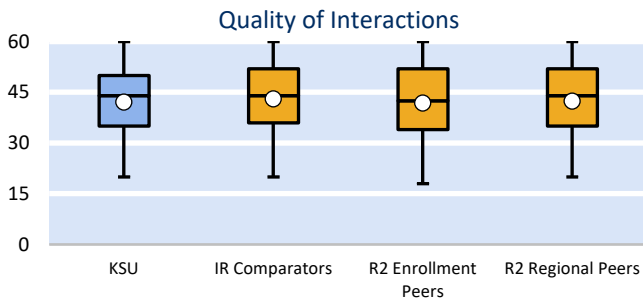 Quality of Interactions
60
45
30
15
0
KSU
IR Comparators
R2 Enrollment
Peers
R2 Regional Peers